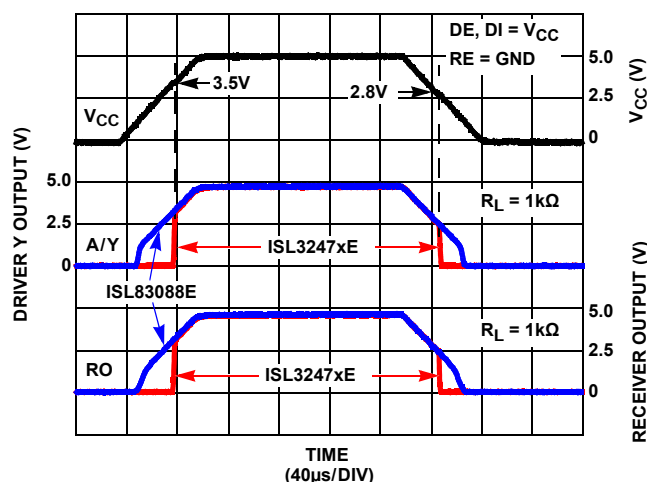 DE, DI = VCC
RE = GND
3.5V
2.8V
VCC
5.0
2.5
0
VCC (V)
DRIVER Y OUTPUT (V)
5.0
2.5
0
A/Y
RL = 1kΩ
ISL3247xE
ISL83088E
RO
RL = 1kΩ
ISL3247xE
5.0
2.5
0
RECEIVER OUTPUT (V)
TIME
(40µs/DIV)